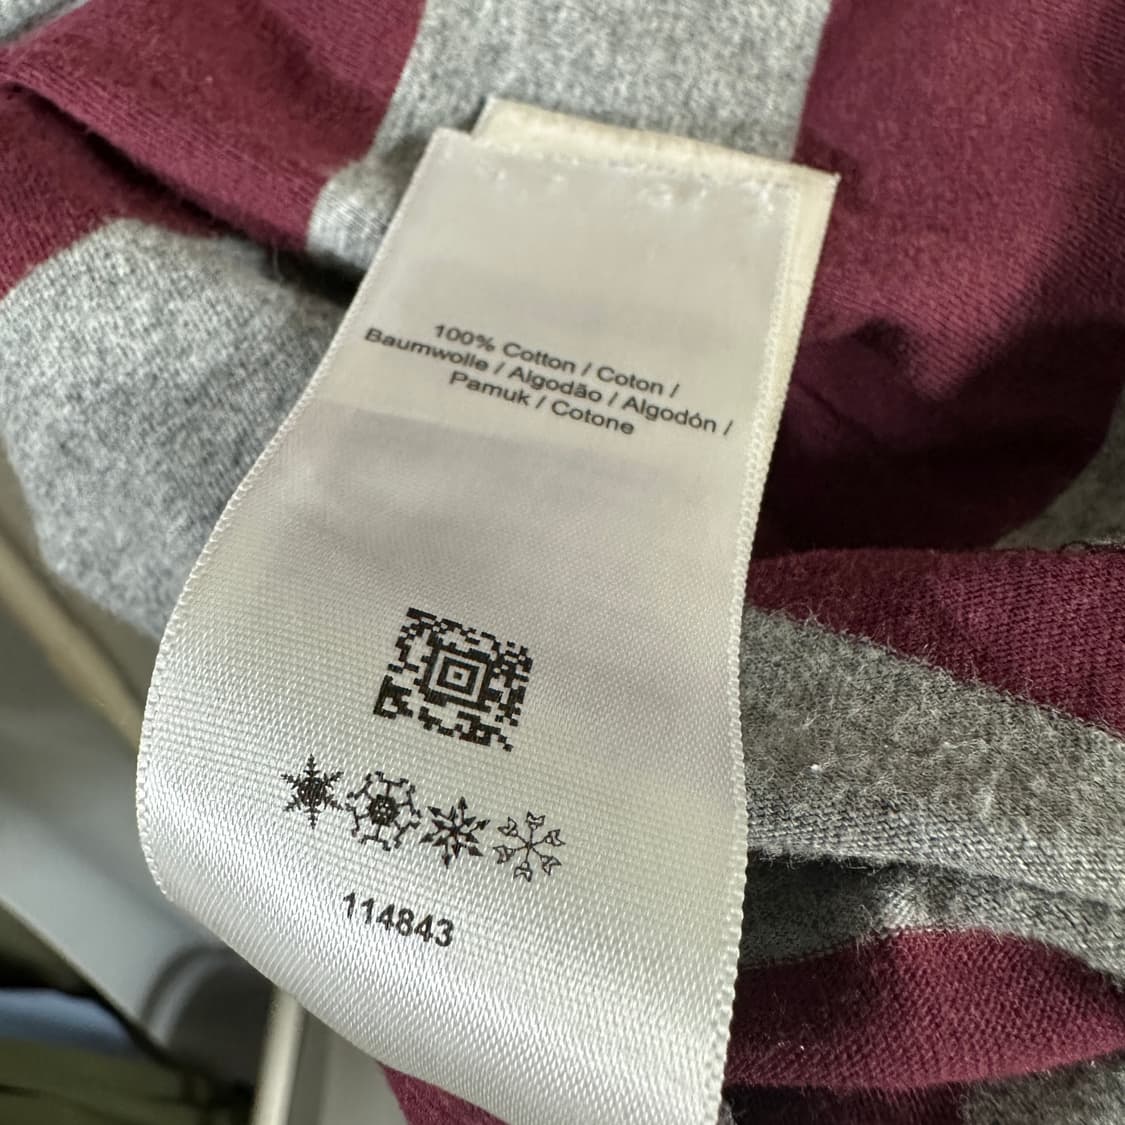 100% Cotton / Coton /
Baumwolle / Algodão / Algodón /
Pamuk / Cotone
114843